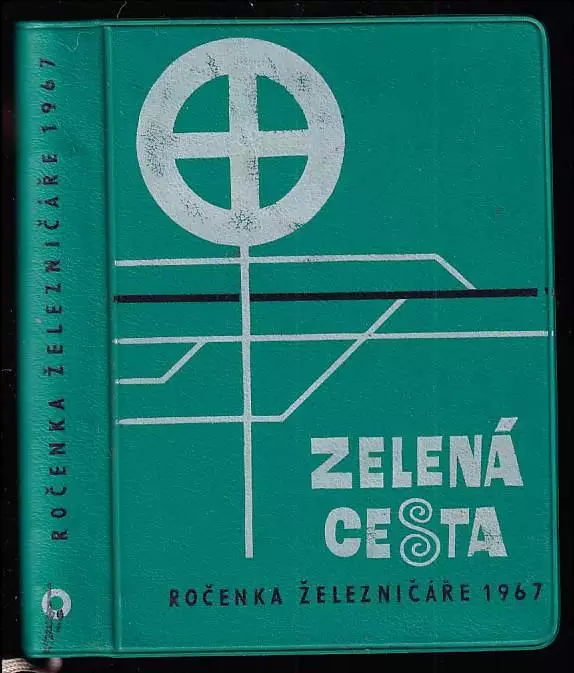 ROČENKA ŽELEZNIČÁŘE 1967
ZELENÁ
CESTA
ROČENKA ŽELEZNIČÁŘE 1967